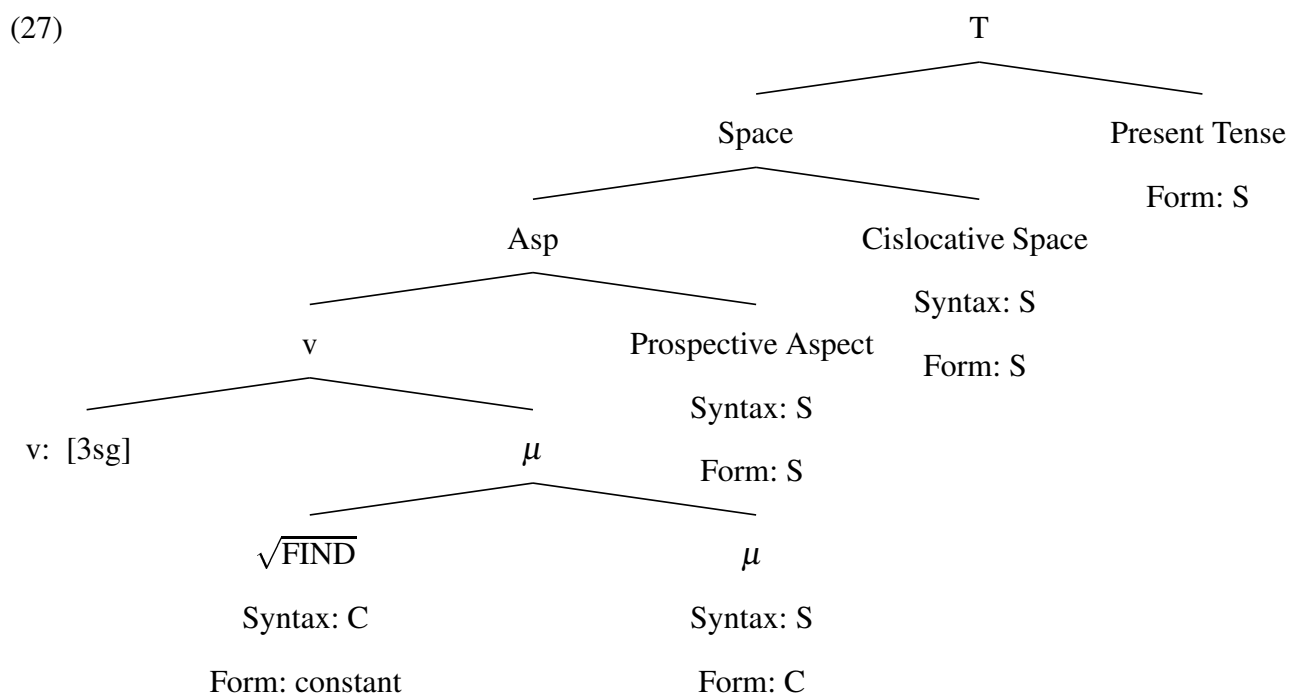 (27)
T
Space Present Tense
Form: S
Asp Cislocative Space
Syntax: S
Form: S
v Prospective Aspect
Syntax: S
Form: S
v: [3sg] μ
√FIND μ
Syntax: C Syntax: S
Form: constant Form: C